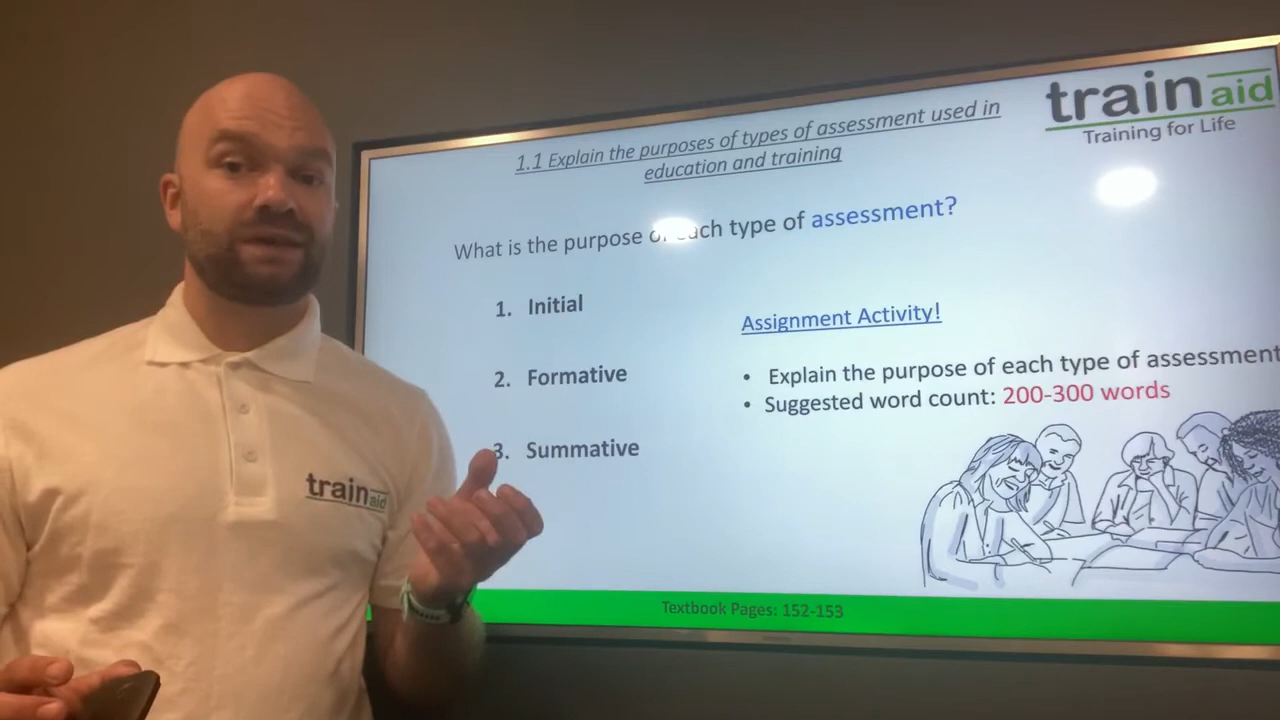 train aid
Training for Life
1.1 Explain the purposes of types of assessment used in
education and training
What is the purpose of each type of assessment?
1. Initial
2. Formative
3. Summative
Assignment Activity!
• Explain the purpose of each type of assessment
• Suggested word count: 200-300 words
Textbook Pages: 152-153
train aid